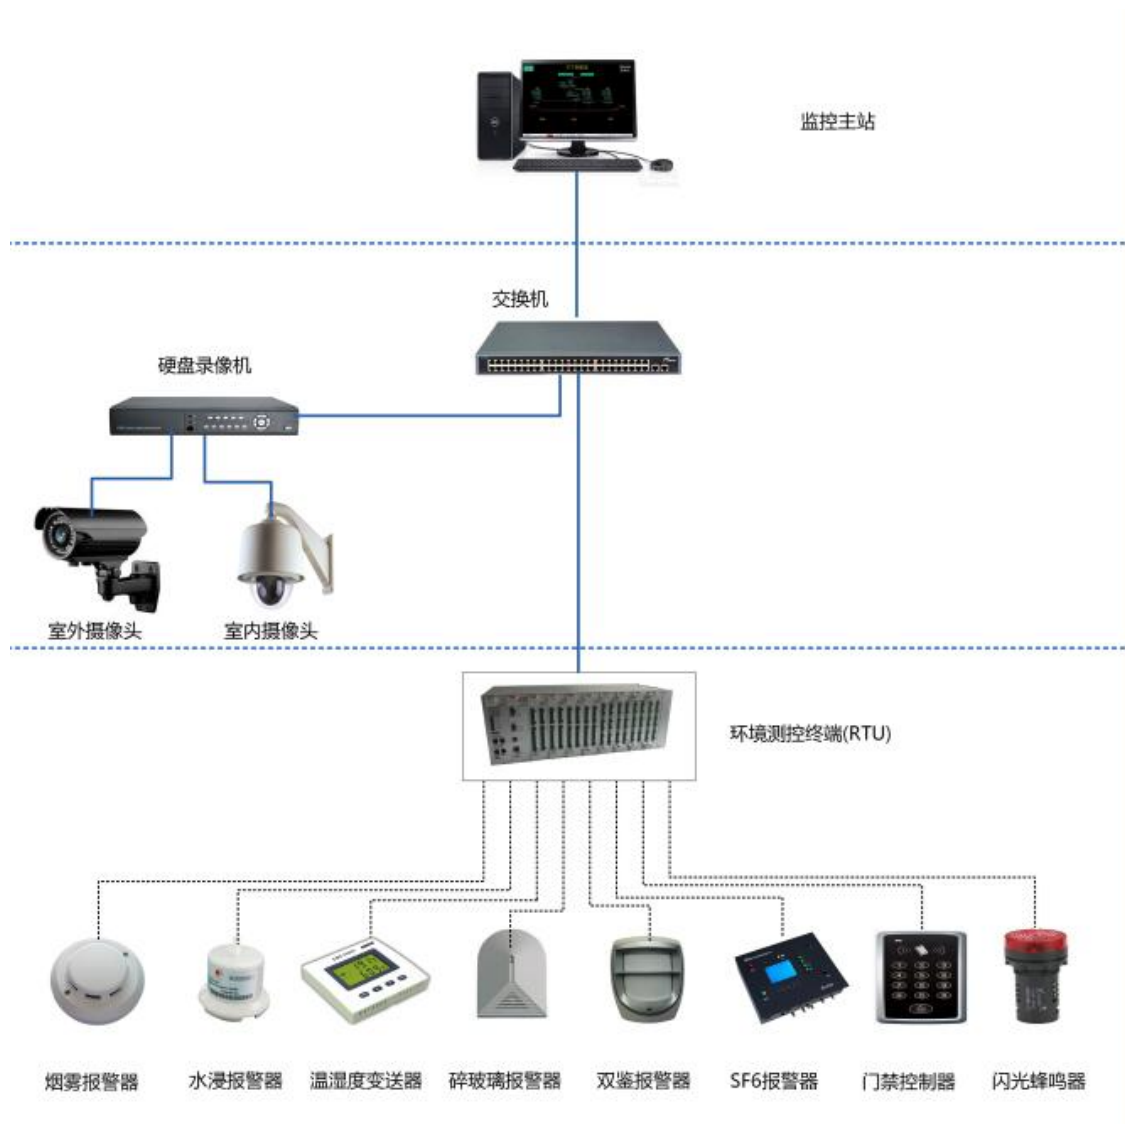 监控主站
交换机
硬盘录像机
室外摄像头
室内摄像头
环境测控终端(RTU)
烟雾报警器
水浸报警器
温湿度变送器
碎玻璃报警器
双鉴报警器
SF6报警器
门禁控制器
闪光蜂鸣器